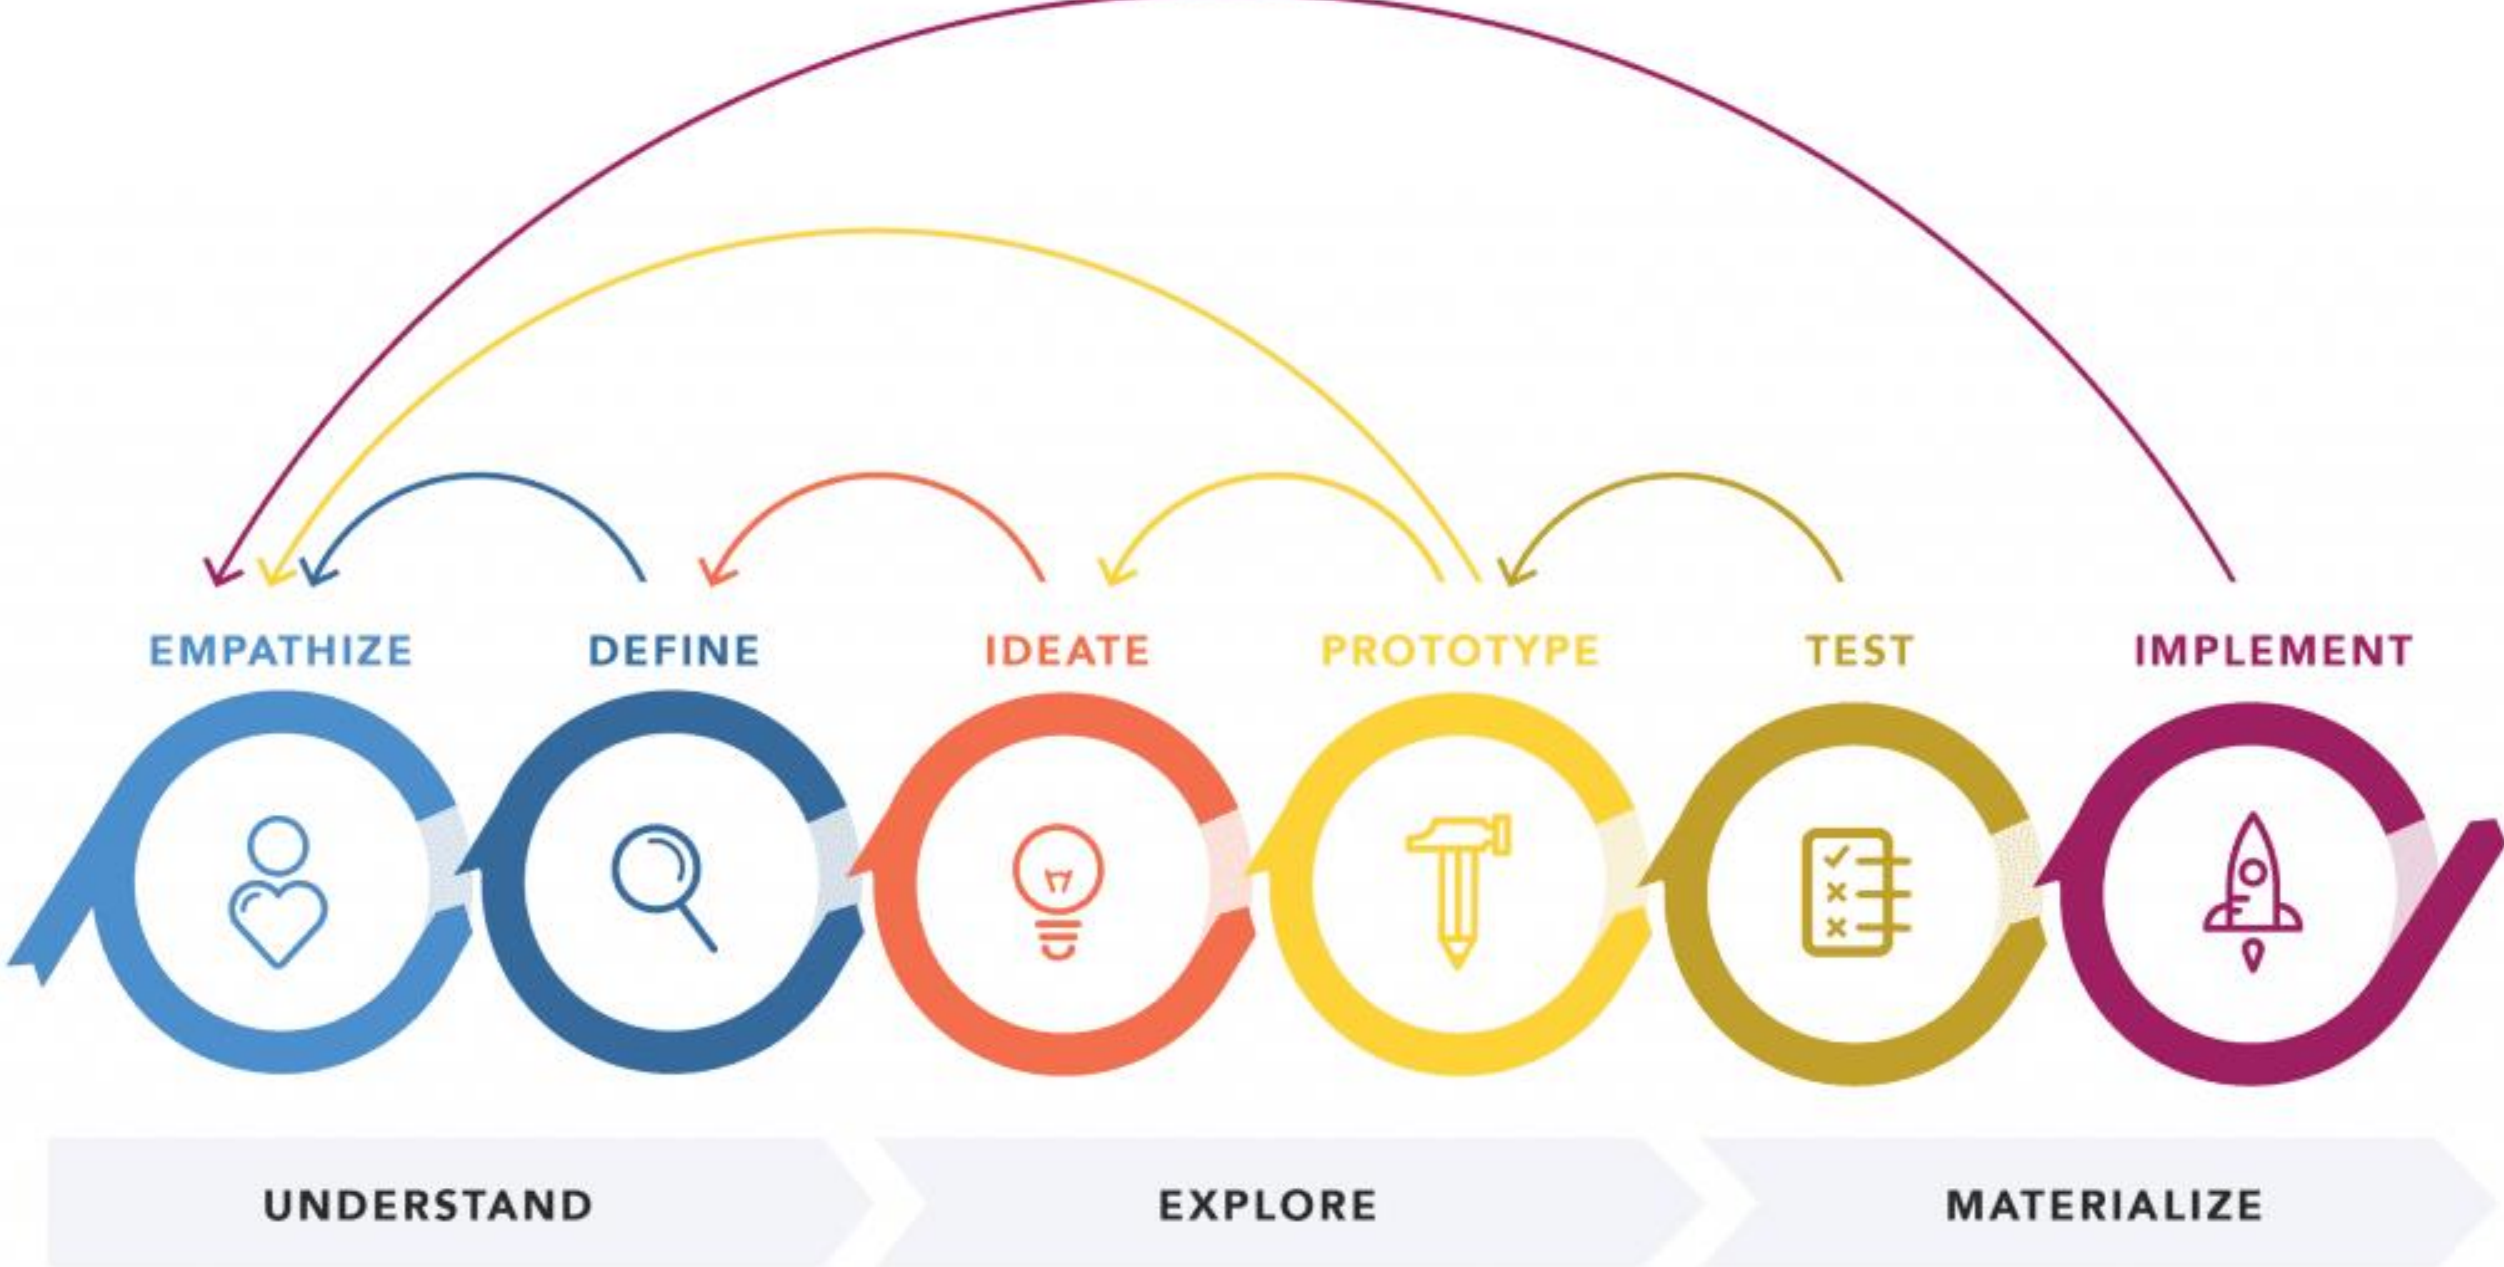 EMPATHIZE
DEFINE
IDEATE
PROTOTYPE
TEST
IMPLEMENT
UNDERSTAND
EXPLORE
MATERIALIZE